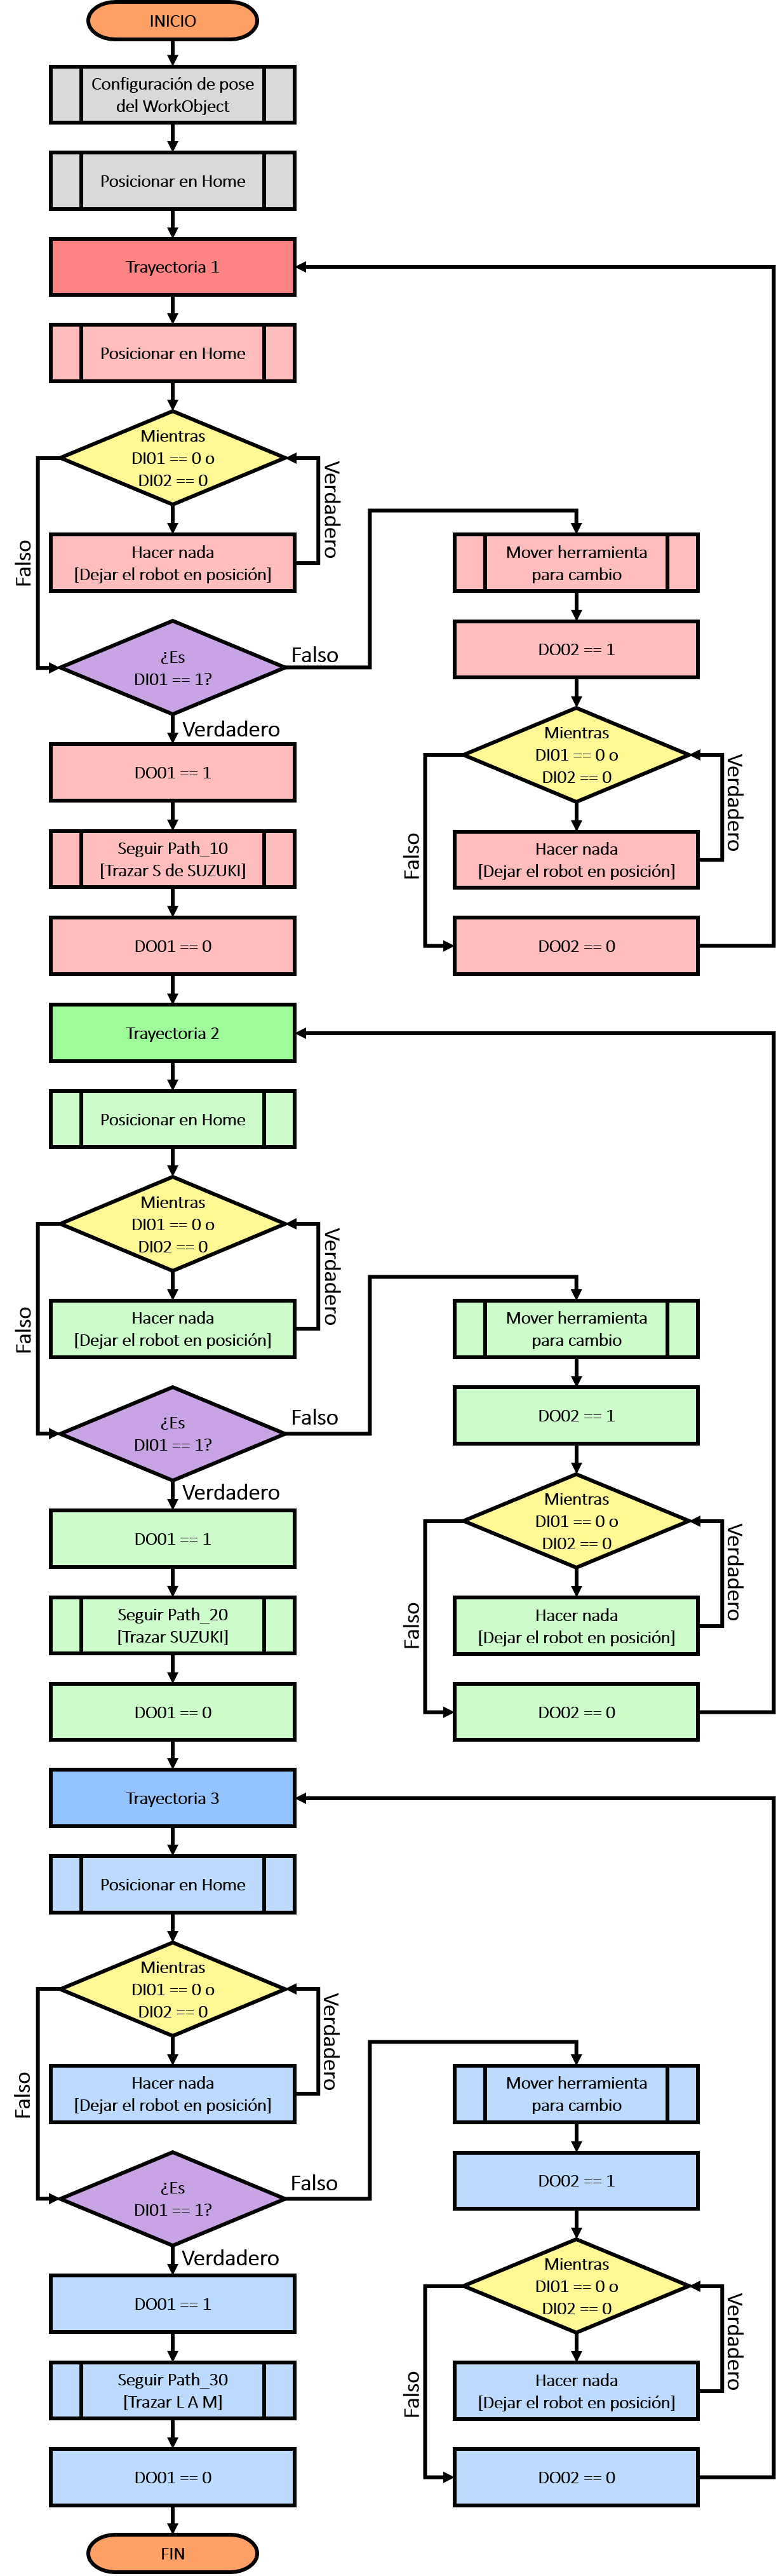 INICIO
Configuración de pose
del WorkObject
Posicionar en Home
Trayectoria 1
Posicionar en Home
Mientras
DI01 == 0 o
DI02 == 0
Verdadero
Hacer nada
[Dejar el robot en posición]
Falso
¿Es
DI01 == 1?
Falso
Verdadero
DO01 == 1
Seguir Path_10
[Trazar S de SUZUKI]
DO01 == 0
Mover herramienta
para cambio
DO02 == 1
Mientras
DI01 == 0 o
DI02 == 0
Verdadero
Hacer nada
[Dejar el robot en posición]
Falso
DO02 == 0
Trayectoria 2
Posicionar en Home
Mientras
DI01 == 0 o
DI02 == 0
Verdadero
Hacer nada
[Dejar el robot en posición]
Falso
¿Es
DI01 == 1?
Falso
Verdadero
DO01 == 1
Seguir Path_20
[Trazar SUZUKI]
DO01 == 0
Mover herramienta
para cambio
DO02 == 1
Mientras
DI01 == 0 o
DI02 == 0
Verdadero
Hacer nada
[Dejar el robot en posición]
Falso
DO02 == 0
Trayectoria 3
Posicionar en Home
Mientras
DI01 == 0 o
DI02 == 0
Verdadero
Hacer nada
[Dejar el robot en posición]
Falso
¿Es
DI01 == 1?
Falso
Verdadero
DO01 == 1
Seguir Path_30
[Trazar L A M]
DO01 == 0
Mover herramienta
para cambio
DO02 == 1
Mientras
DI01 == 0 o
DI02 == 0
Verdadero
Hacer nada
[Dejar el robot en posición]
Falso
DO02 == 0
FIN